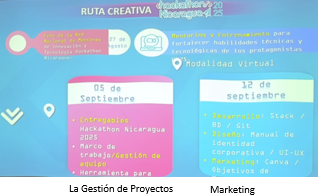 RUTA CREATIVA
hackathon
Nicaragua 2025
27 de
Agosto
Mentoría y entrenamiento para
fortalecer habilidades técnicas y
tecnológicas de los protagonistas
Modalidad Virtual
05 de
Septiembre
• Entregables
Hackathon Nicaragua
2025
• Marco de
trabajo/Gestión de
equipo
• Herramienta para
12 de
septiembre
• Desarrollo: Stack /
BD / Git
• Diseño: Manual de
identidad
corporativa / UI-UX
• Marketing: Canva /
Objetivos de
La Gestión de Proyectos
Marketing